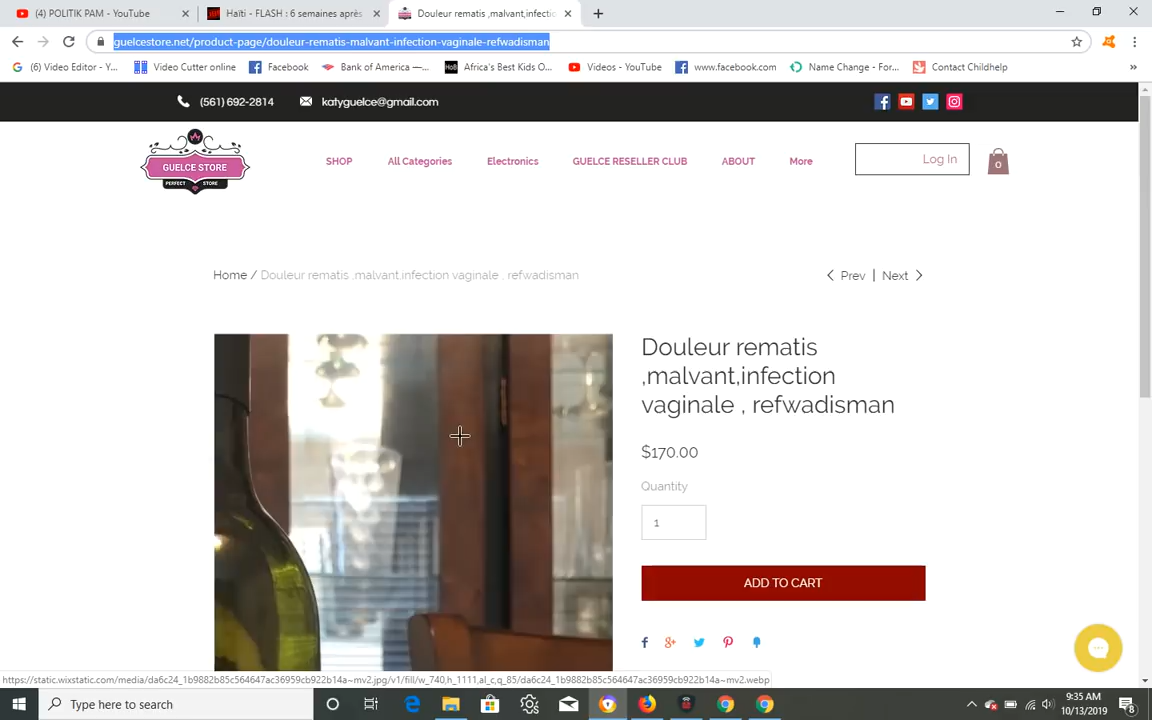 (4) POLITIK PAM - YouTube
Haïti - FLASH : 6 semaines après
Douleur rematis ,malvant,infectio
guelcestore.net/product-page/douleur-rematis-malvant-infection-vaginale-refwadisman
(6) Video Editor - Y...
Video Cutter online
Facebook
Bank of America —...
HoB
Africa's Best Kids O...
Videos - YouTube
www.facebook.com
Name Change - For...
Contact Childhelp
»
(561) 692-2814
katyguelce@gmail.com
GUELCE STORE
PERFECT STORE
SHOP
All Categories
Electronics
GUELCE RESELLER CLUB
ABOUT
More
Log In
0
Home / Douleur rematis ,malvant,infection vaginale , refwadisman
Prev | Next
Douleur rematis
,malvant,infection
vaginale , refwadisman
$170.00
Quantity
1
ADD TO CART
https://static.wixstatic.com/media/da6c24_1b9882b85c564647ac36959cb922b14a~mv2.jpg/v1/fill/w_740,h_1111,al_c,q_85/da6c24_1b9882b85c564647ac36959cb922b14a~mv2.webp
Type here to search
9:35 AM
10/13/2019
8